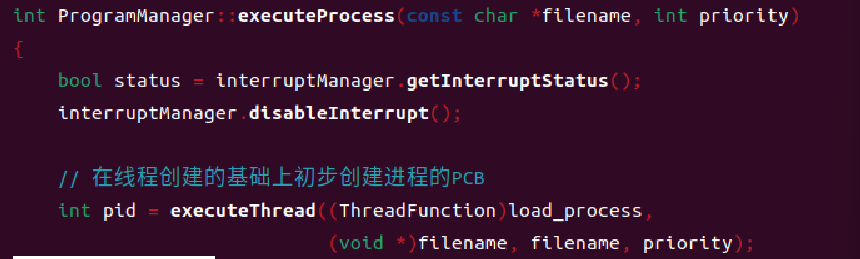 int ProgramManager::executeProcess(const char *filename, int priority)
{
    bool status = interruptManager.getInterruptStatus();
    interruptManager.disableInterrupt();
    // 在线程创建的基础上初步创建进程的PCB
    int pid = executeThread((ThreadFunction)load_process,
                            (void *)filename, filename, priority);